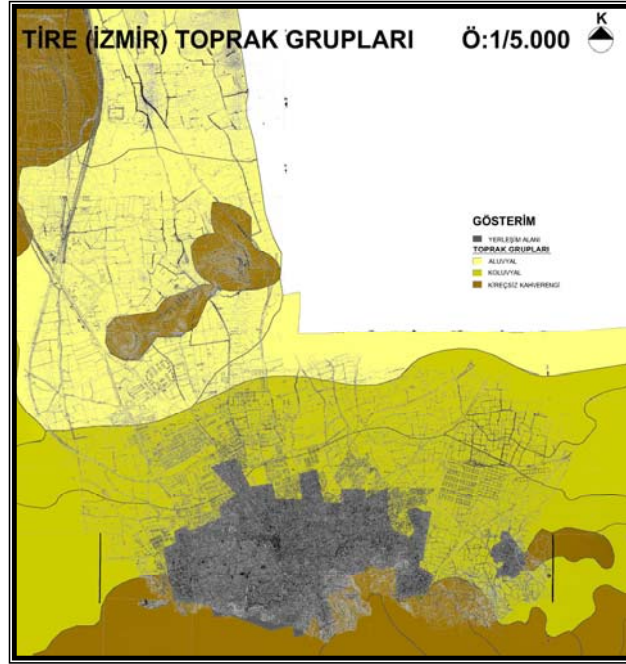 TİRE (İZMİR) TOPRAK GRUPLARI Ö:1/5.000 K
GÖSTERİM
YERLEŞİM ALANI
TOPRAK GRUPLARI
ALUVYAL
KOLUVYAL
KİREÇSİZ KAHVERENGİ